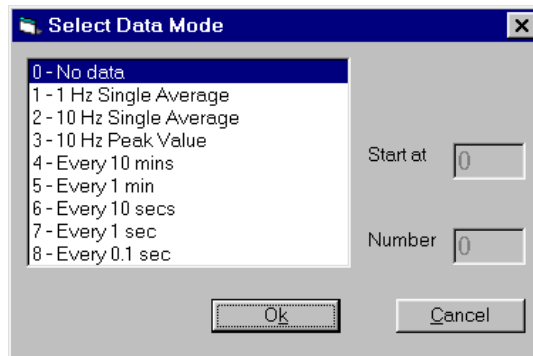 Select Data Mode
0 - No data
1 - 1 Hz Single Average
2 - 10 Hz Single Average
3 - 10 Hz Peak Value
4 - Every 10 mins
5 - Every 1 min
6 - Every 10 secs
7 - Every 1 sec
8 - Every 0.1 sec
Start at 0
Number 0
Ok Cancel